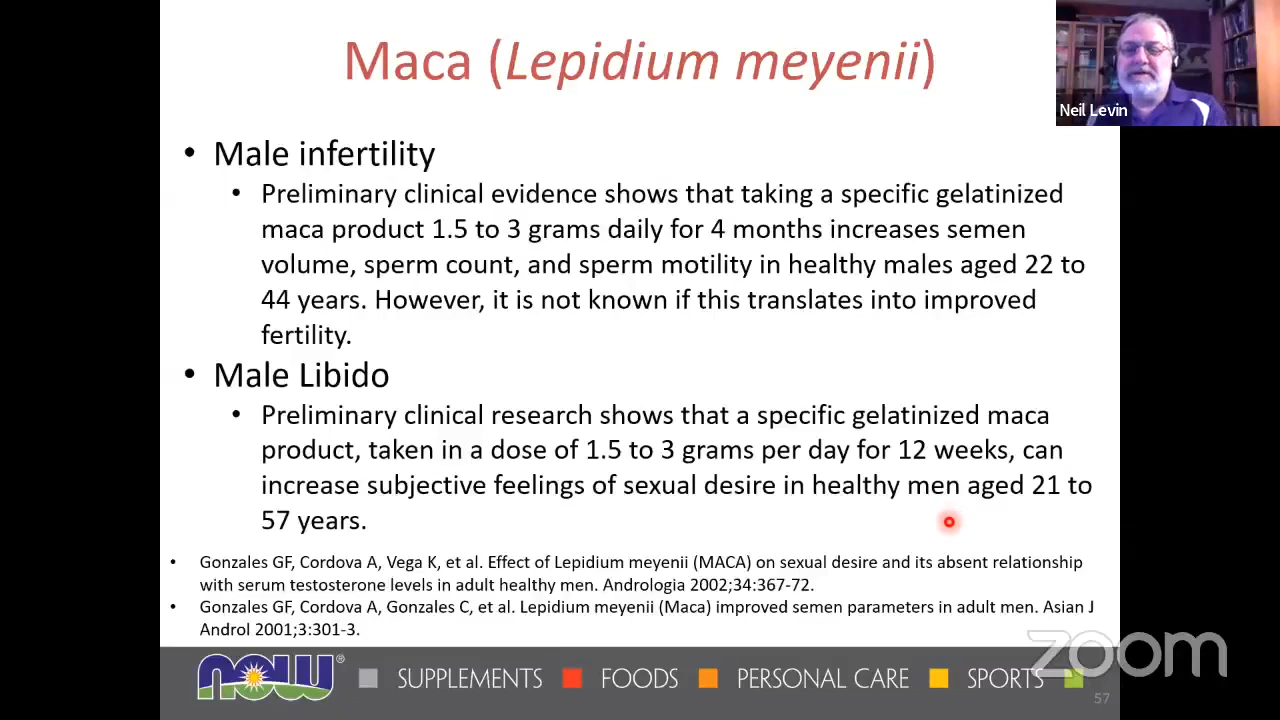 Maca (Lepidium meyenii)
Neil Levin
• Male infertility
• Preliminary clinical evidence shows that taking a specific gelatinized
maca product 1.5 to 3 grams daily for 4 months increases semen
volume, sperm count, and sperm motility in healthy males aged 22 to
44 years. However, it is not known if this translates into improved
fertility.
• Male Libido
• Preliminary clinical research shows that a specific gelatinized maca
product, taken in a dose of 1.5 to 3 grams per day for 12 weeks, can
increase subjective feelings of sexual desire in healthy men aged 21 to
57 years.
• Gonzales GF, Cordova A, Vega K, et al. Effect of Lepidium meyenii (MACA) on sexual desire and its absent relationship
with serum testosterone levels in adult healthy men. Andrologia 2002;34:367-72.
• Gonzales GF, Cordova A, Gonzales C, et al. Lepidium meyenii (Maca) improved semen parameters in adult men. Asian J
Androl 2001;3:301-3.
now® SUPPLEMENTS FOODS PERSONAL CARE SPORTS
zoom
57